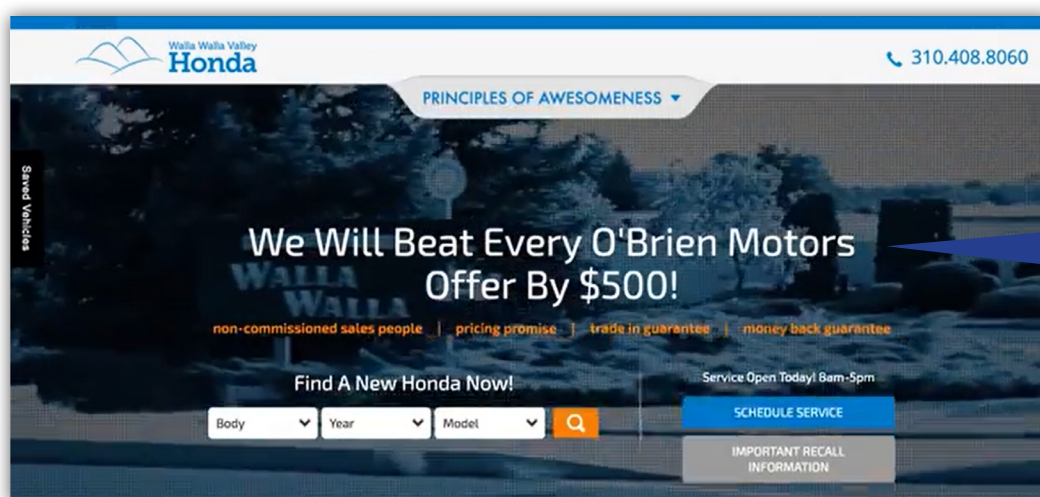 Walla Walla Valley
Honda
310.408.8060
PRINCIPLES OF AWESOMENESS
Saved Vehicles
We Will Beat Every O'Brien Motors
Offer By $500!
WALLA
WALLA
non-commissioned sales people | pricing promise | trade in guarantee | money back guarantee
Find A New Honda Now!
Body
Year
Model
Service Open Today! 8am-5pm
SCHEDULE SERVICE
IMPORTANT RECALL
INFORMATION